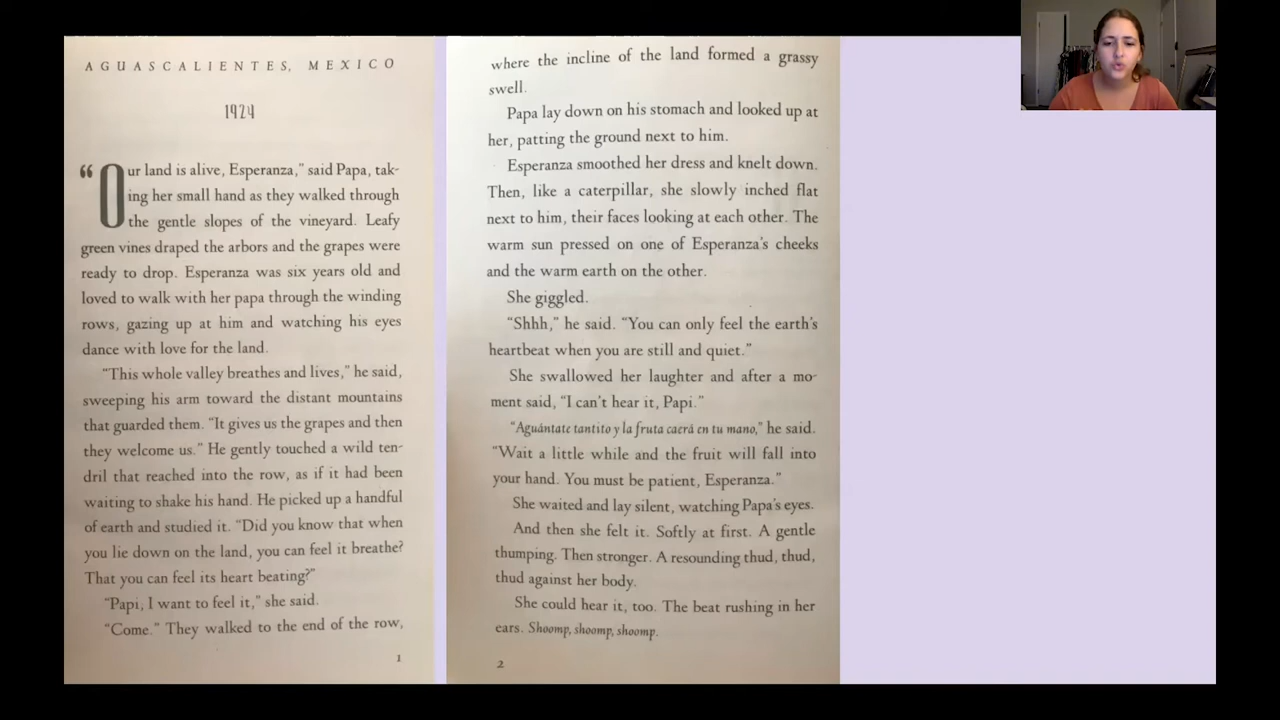 AGUASCALIENTES, MEXICO
1924
“Our land is alive, Esperanza,” said Papa, tak-
ing her small hand as they walked through
the gentle slopes of the vineyard. Leafy
green vines draped the arbors and the grapes were
ready to drop. Esperanza was six years old and
loved to walk with her papa through the winding
rows, gazing up at him and watching his eyes
dance with love for the land.
“This whole valley breathes and lives,” he said,
sweeping his arm toward the distant mountains
that guarded them. “It gives us the grapes and then
they welcome us.” He gently touched a wild ten-
dril that reached into the row, as if it had been
waiting to shake his hand. He picked up a handful
of earth and studied it. “Did you know that when
you lie down on the land, you can feel it breathe?
That you can feel its heart beating?”
“Papi, I want to feel it,” she said.
“Come.” They walked to the end of the row,
1
where the incline of the land formed a grassy
swell.
Papa lay down on his stomach and looked up at
her, patting the ground next to him.
Esperanza smoothed her dress and knelt down.
Then, like a caterpillar, she slowly inched flat
next to him, their faces looking at each other. The
warm sun pressed on one of Esperanza’s cheeks
and the warm earth on the other.
She giggled.
“Shhh,” he said. “You can only feel the earth’s
heartbeat when you are still and quiet.”
She swallowed her laughter and after a mo-
ment said, “I can’t hear it, Papi.”
“Aguántate tantito y la fruta caerá en tu mano,” he said.
“Wait a little while and the fruit will fall into
your hand. You must be patient, Esperanza.”
She waited and lay silent, watching Papa’s eyes.
And then she felt it. Softly at first. A gentle
thumping. Then stronger. A resounding thud, thud,
thud against her body.
She could hear it, too. The beat rushing in her
ears. Shoomp, shoomp, shoomp.
2